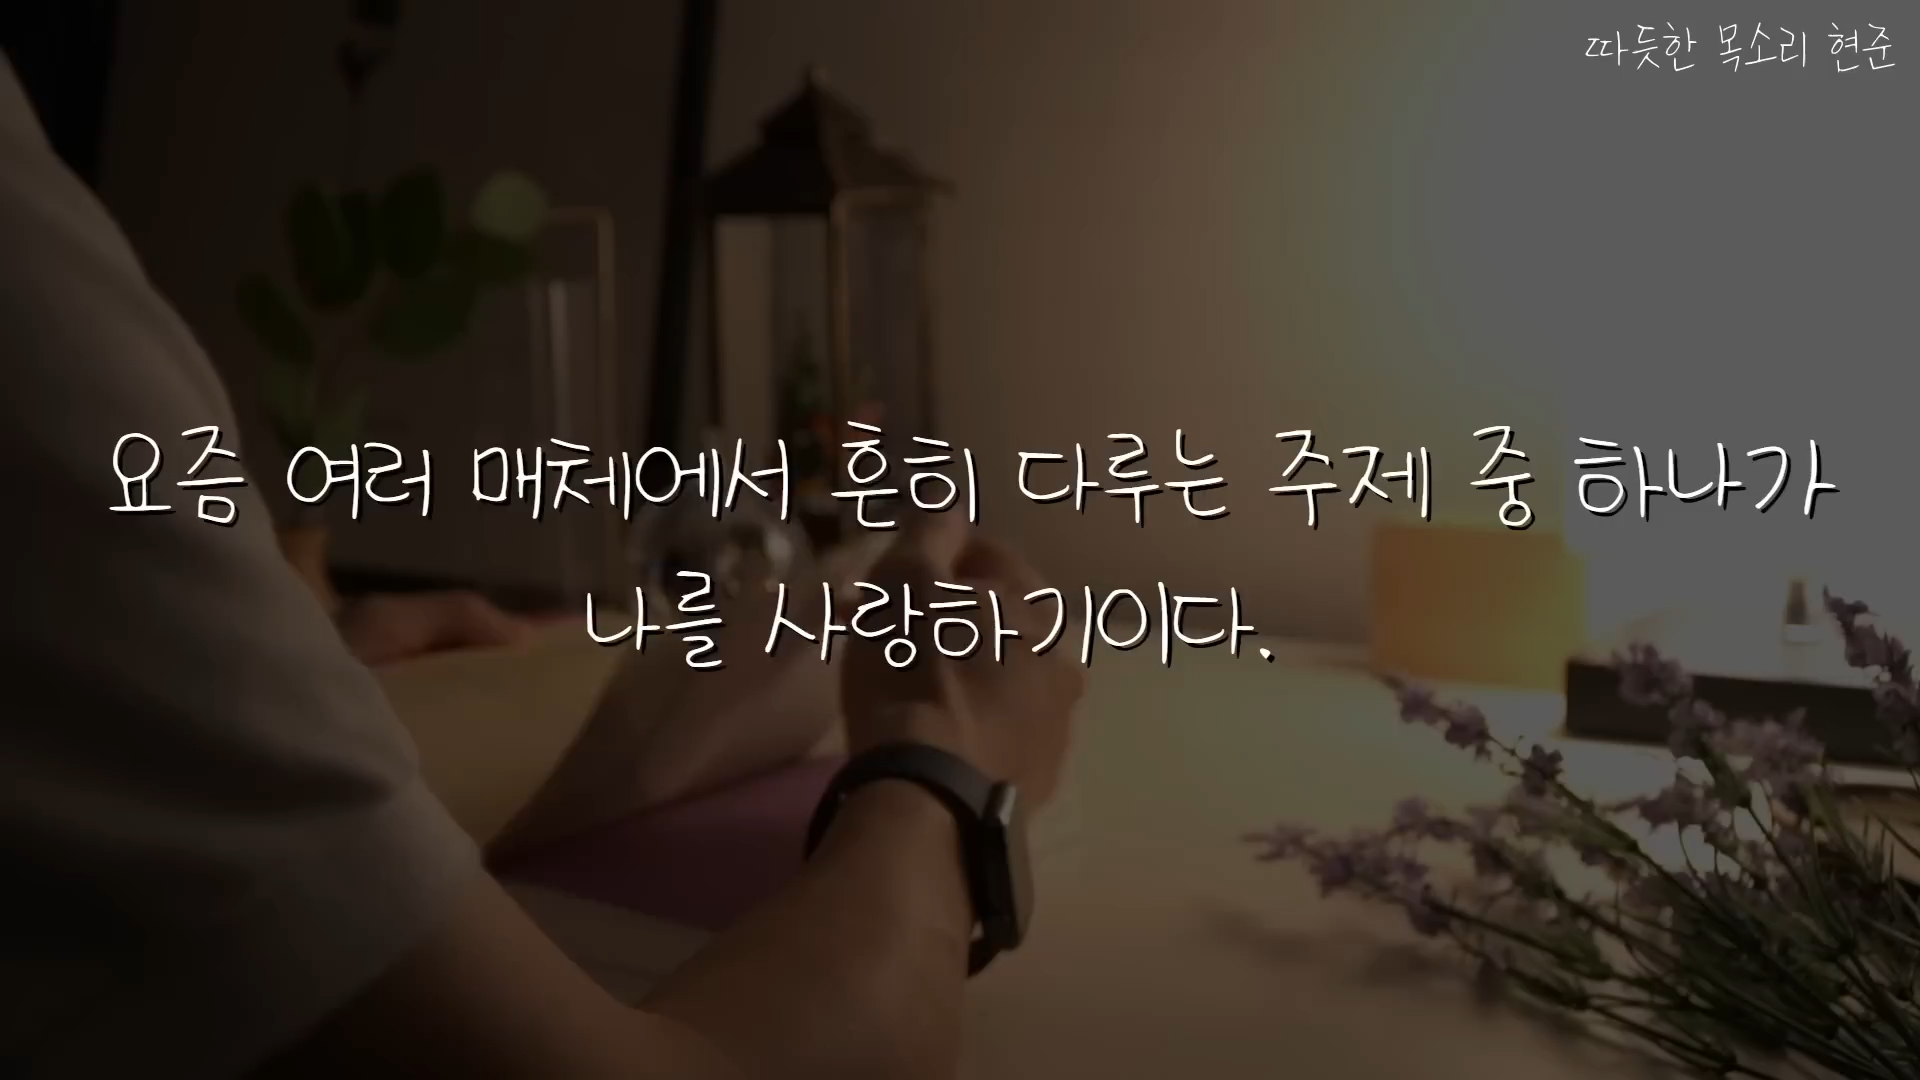 따듯한 목소리 현준
요즘 여러 매체에서 흔히 다루는 주제 중 하나가
나를 사랑하기이다.